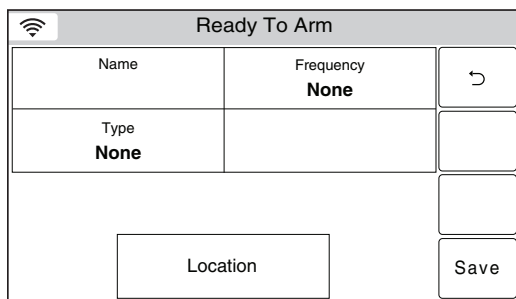 Ready To Arm
Name
Frequency
None
Type
None
Location
Save